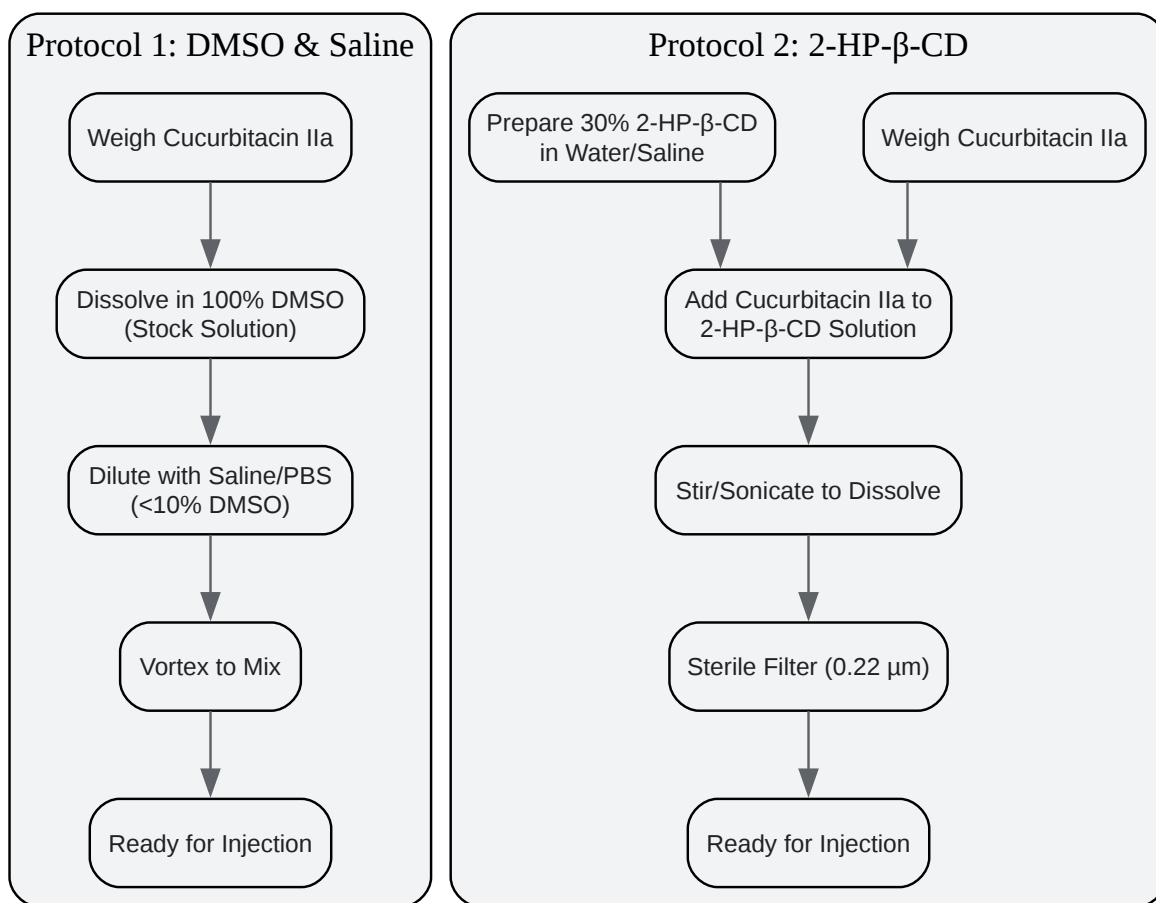 Protocol 1: DMSO & Saline
Weigh Cucurbitacin IIa
Dissolve in 100% DMSO
(Stock Solution)
Dilute with Saline/PBS
(<10% DMSO)
Vortex to Mix
Ready for Injection
Protocol 2: 2-HP-β-CD
Prepare 30% 2-HP-β-CD
in Water/Saline
Weigh Cucurbitacin IIa
Add Cucurbitacin IIa to
2-HP-β-CD Solution
Stir/Sonicate to Dissolve
Sterile Filter (0.22 µm)
Ready for Injection